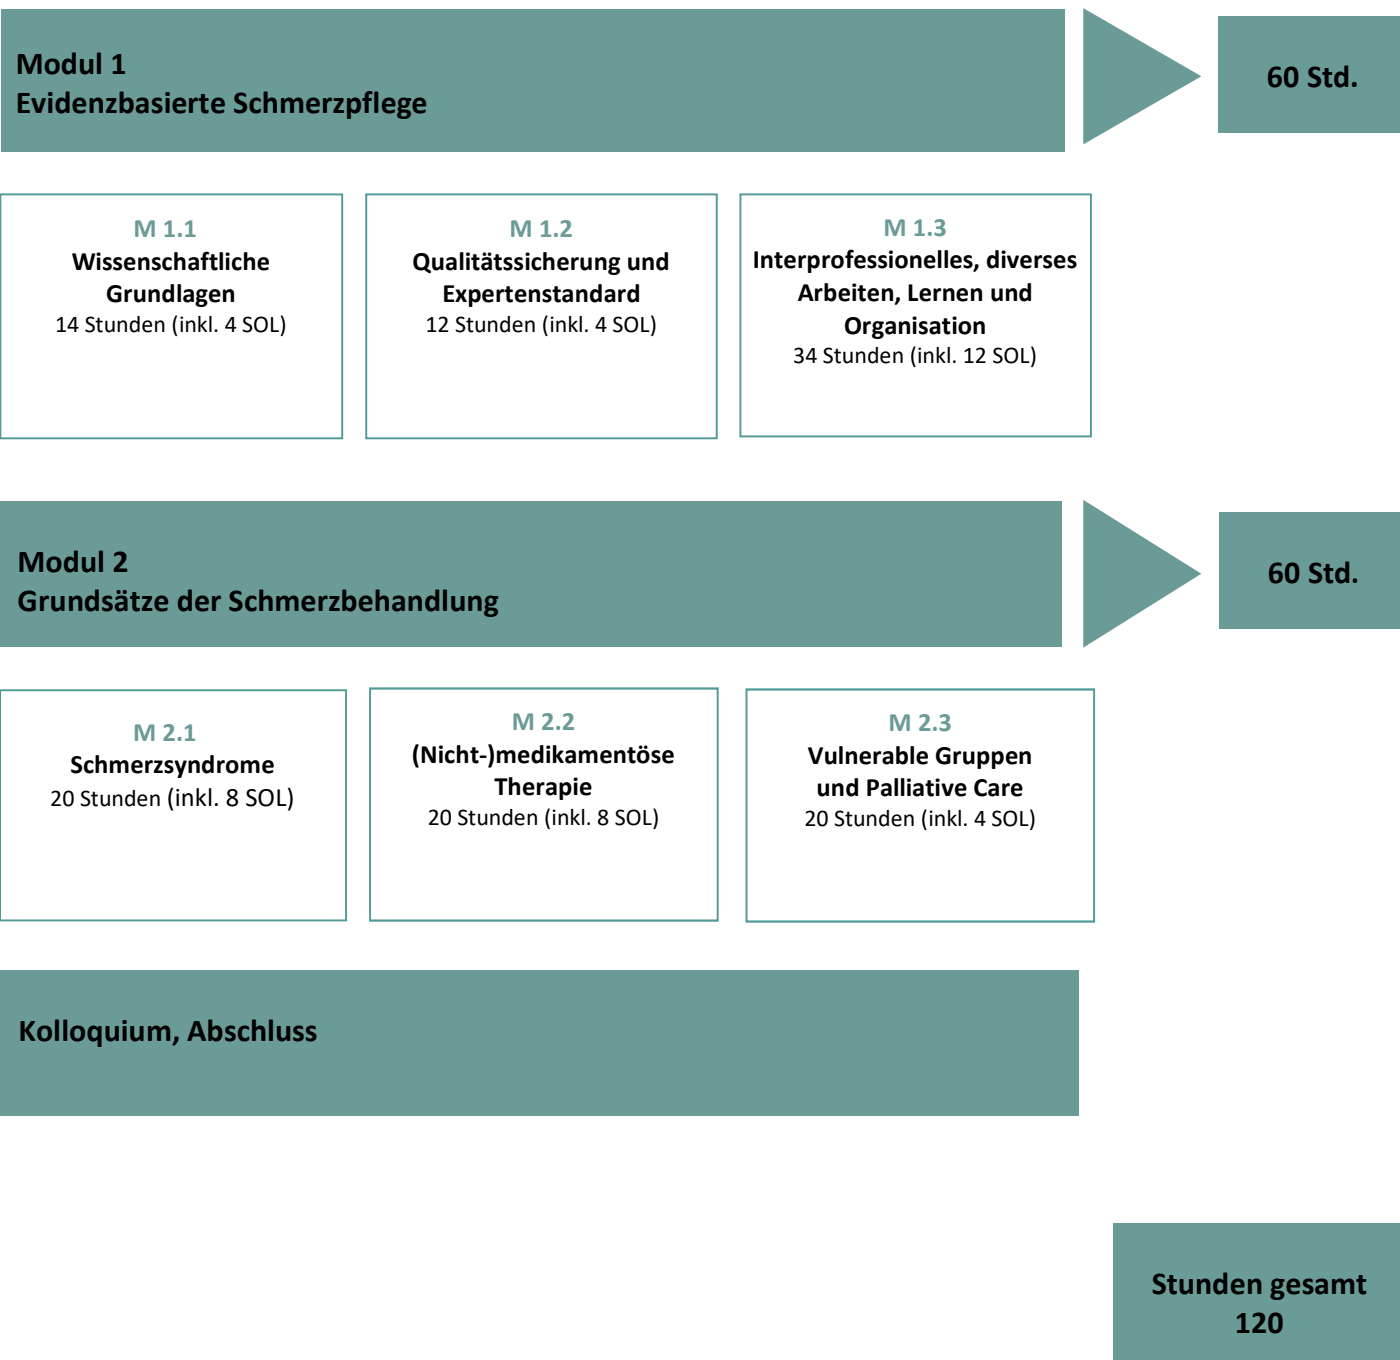 Modul 1
Evidenzbasierte Schmerzpflege
60 Std.
M 1.1
Wissenschaftliche
Grundlagen
14 Stunden (inkl. 4 SOL)
M 1.2
Qualitätssicherung und
Expertenstandard
12 Stunden (inkl. 4 SOL)
M 1.3
Interprofessionelles, diverses
Arbeiten, Lernen und
Organisation
34 Stunden (inkl. 12 SOL)
Modul 2
Grundsätze der Schmerzbehandlung
60 Std.
M 2.1
Schmerzsyndrome
20 Stunden (inkl. 8 SOL)
M 2.2
(Nicht-)medikamentöse
Therapie
20 Stunden (inkl. 8 SOL)
M 2.3
Vulnerable Gruppen
und Palliative Care
20 Stunden (inkl. 4 SOL)
Kolloquium, Abschluss
Stunden gesamt
120